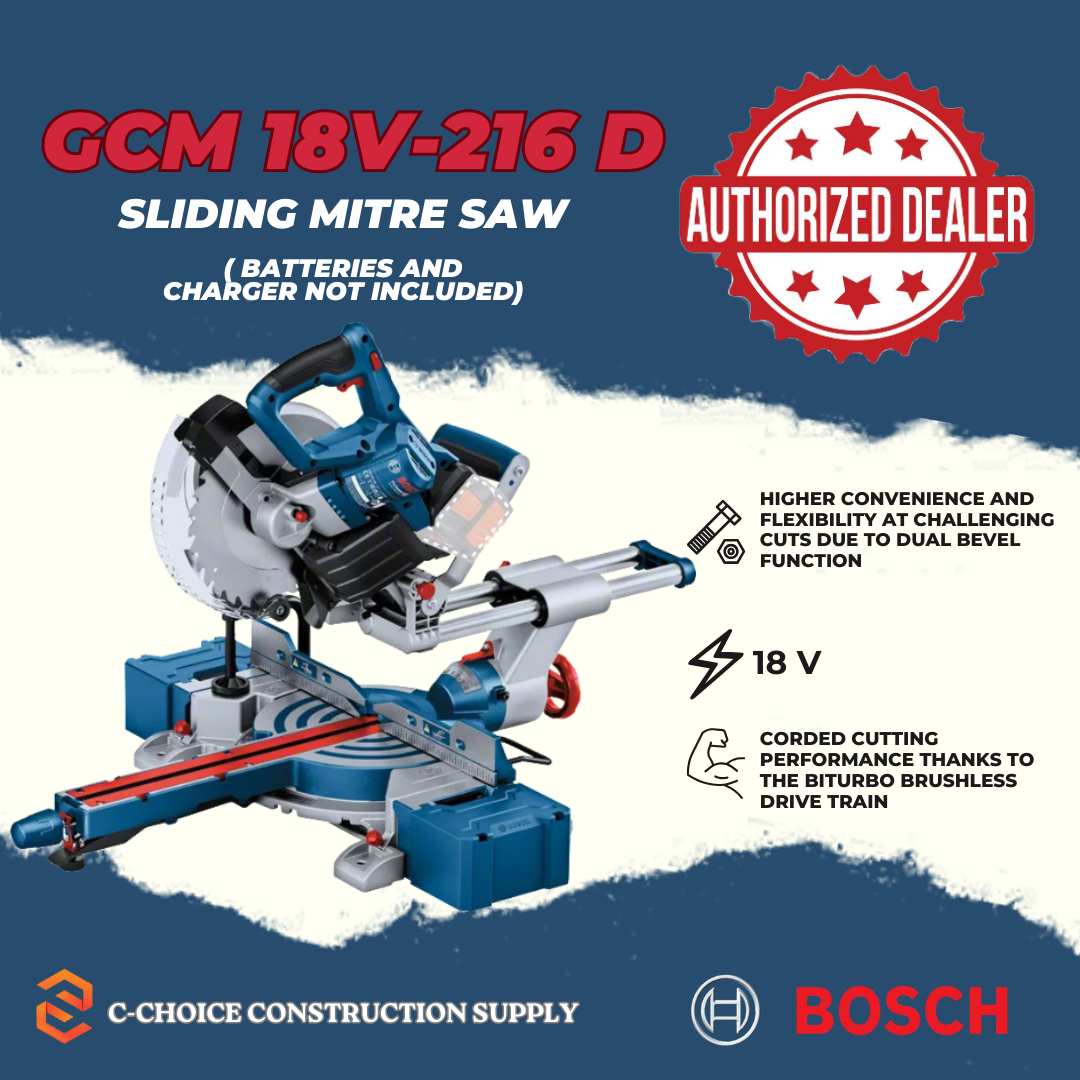 GCM 18V-216 D
SLIDING MITRE SAW
( BATTERIES AND
CHARGER NOT INCLUDED)
AUTHORIZED DEALER
BOSCH
HIGHER CONVENIENCE AND
FLEXIBILITY AT CHALLENGING
CUTS DUE TO DUAL BEVEL
FUNCTION
18 V
CORDED CUTTING
PERFORMANCE THANKS TO
THE BITURBO BRUSHLESS
DRIVE TRAIN
C-CHOICE CONSTRUCTION SUPPLY
BOSCH